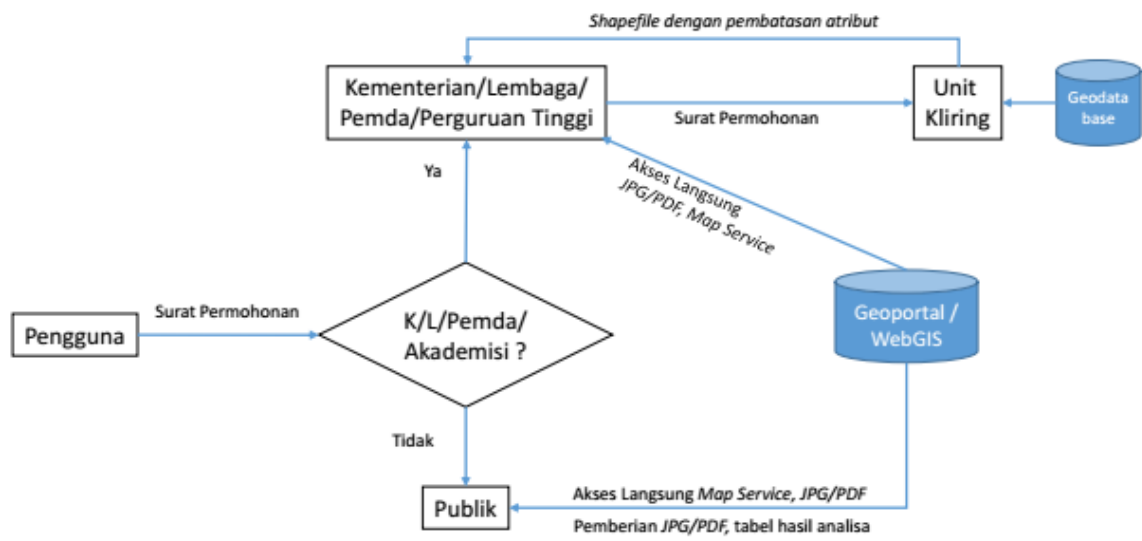 Shapefile dengan pembatasan atribut
Kementerian/Lembaga/
Pemda/Perguruan Tinggi
Surat Permohonan
Unit
Kliring
Geodata
base
Ya
Akses Langsung
JPG/PDF, Map Service
Pengguna
Surat Permohonan
K/L/Pemda/
Akademisi ?
Geoportal /
WebGIS
Tidak
Publik
Akses Langsung Map Service, JPG/PDF
Pemberian JPG/PDF, tabel hasil analisa